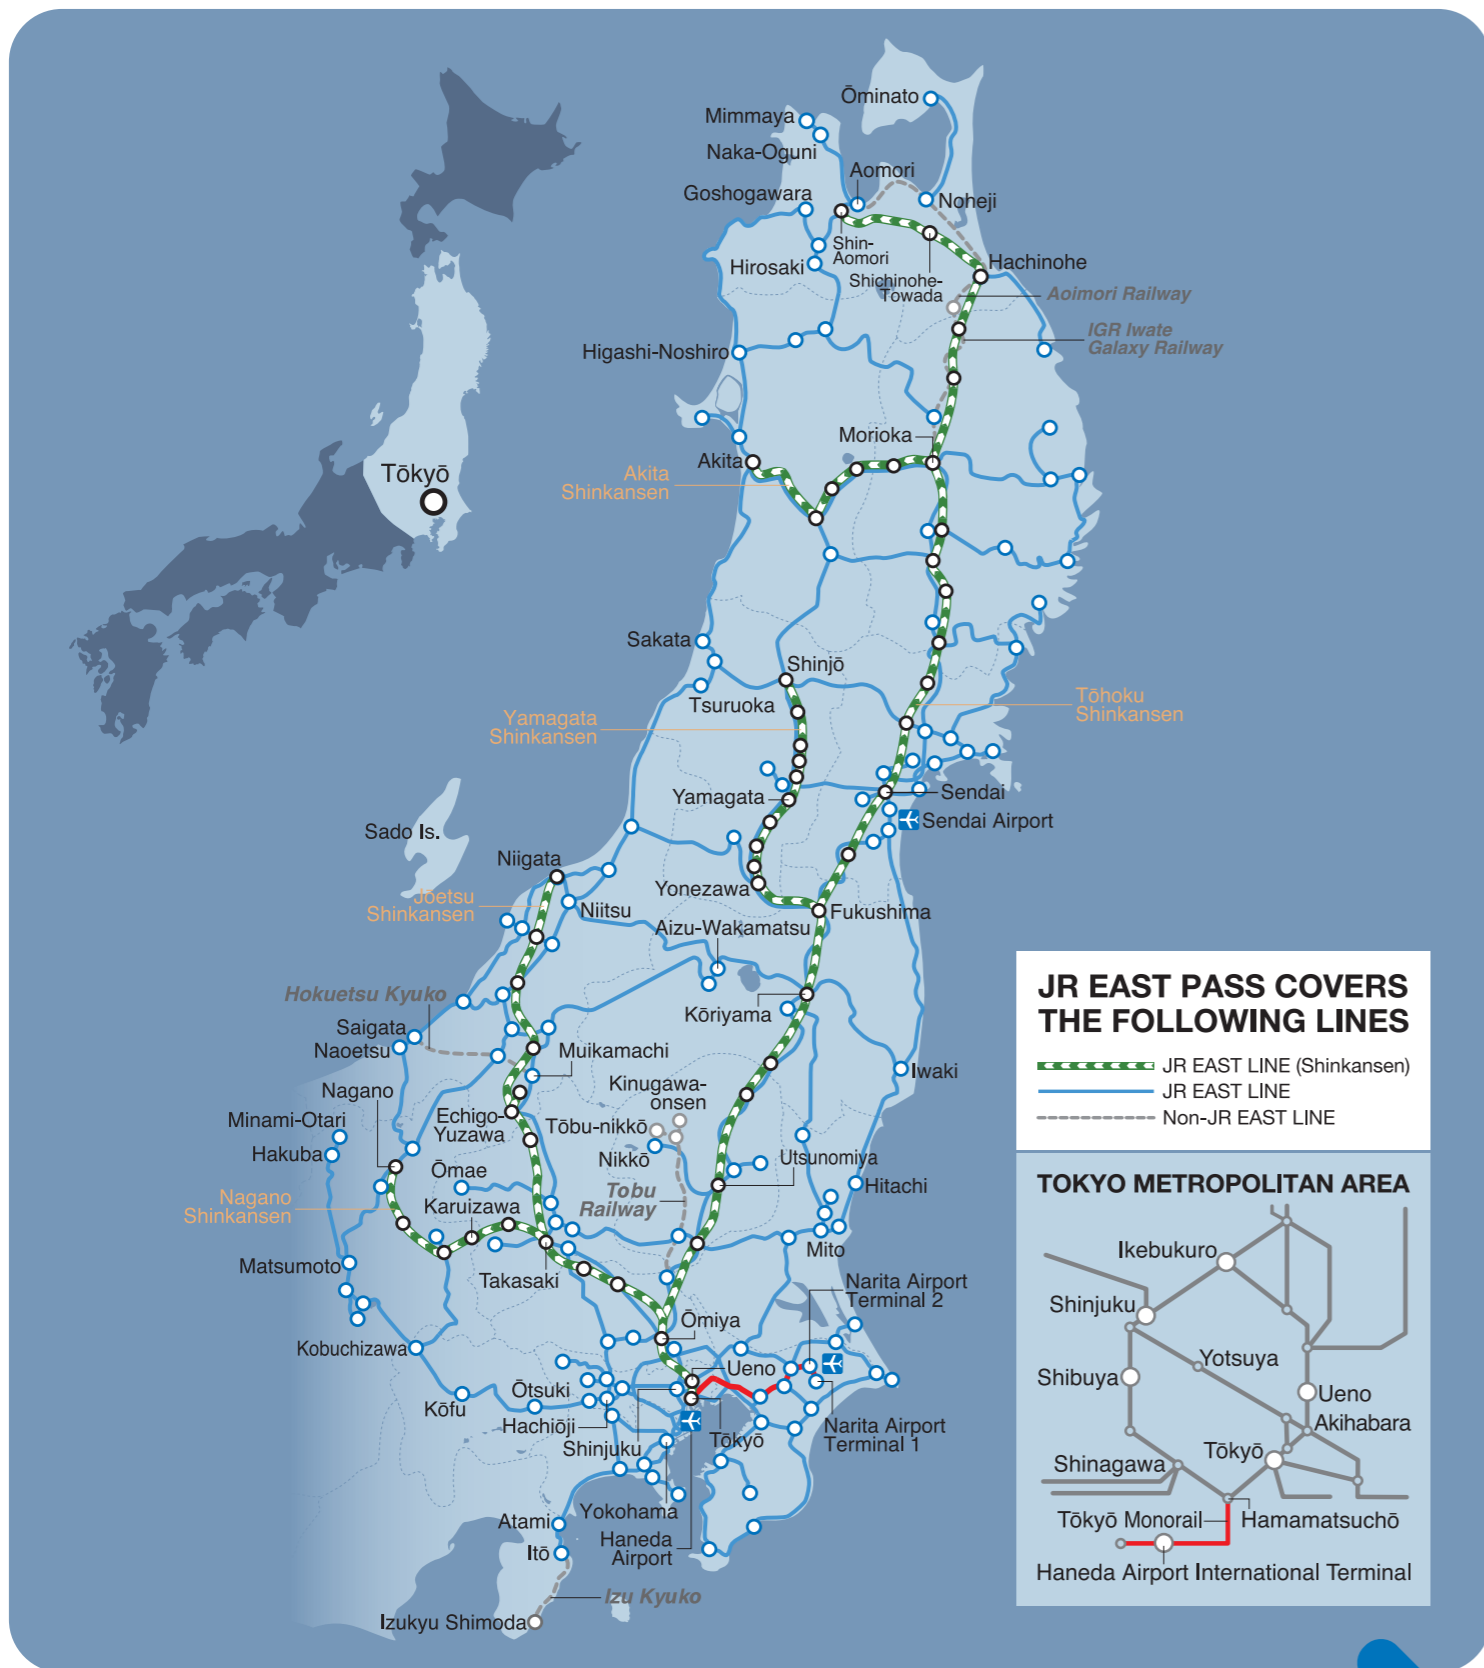 Ōminato
Mimmaya
Naka-Oguni
Aomori
Goshogawara
Noheji
Shin-
Aomori
Hirosaki
Hachinohe
Shichinohe-
Towada
Aoimori Railway
IGR Iwate
Galaxy Railway
Higashi-Noshiro
Morioka
Akita
Akita
Shinkansen
Tōkyō
Sakata
Shinjō
Tsuruoka
Tōhoku
Shinkansen
Yamagata
Shinkansen
Yamagata
Sendai
Sendai Airport
Sado Is.
Niigata
Yonezawa
Jōetsu
Shinkansen
Niitsu
Fukushima
Aizu-Wakamatsu
Hokuetsu Kyuko
Kōriyama
Saigata
Naoetsu
Muikamachi
Iwaki
Nagano
Kinugawa-
onsen
Minami-Otari
Echigo-
Yuzawa
Tōbu-nikkō
Hakuba
Nikkō
Utsunomiya
Ōmae
Hitachi
Nagano
Shinkansen
Karuizawa
Tobu
Railway
Mito
Matsumoto
Takasaki
Narita Airport
Terminal 2
Ōmiya
Kobuchizawa
Ueno
Ōtsuki
Kōfu
Hachiōji
Shinjuku
Tōkyō
Narita Airport
Terminal 1
Yokohama
Atami
Haneda
Airport
Itō
Izu Kyuko
Izukyu Shimoda
JR EAST PASS COVERS
THE FOLLOWING LINES
JR EAST LINE (Shinkansen)
JR EAST LINE
Non-JR EAST LINE
TOKYO METROPOLITAN AREA
Ikebukuro
Shinjuku
Yotsuya
Shibuya
Ueno
Akihabara
Tōkyō
Shinagawa
Tōkyō Monorail
Hamamatsuchō
Haneda Airport International Terminal